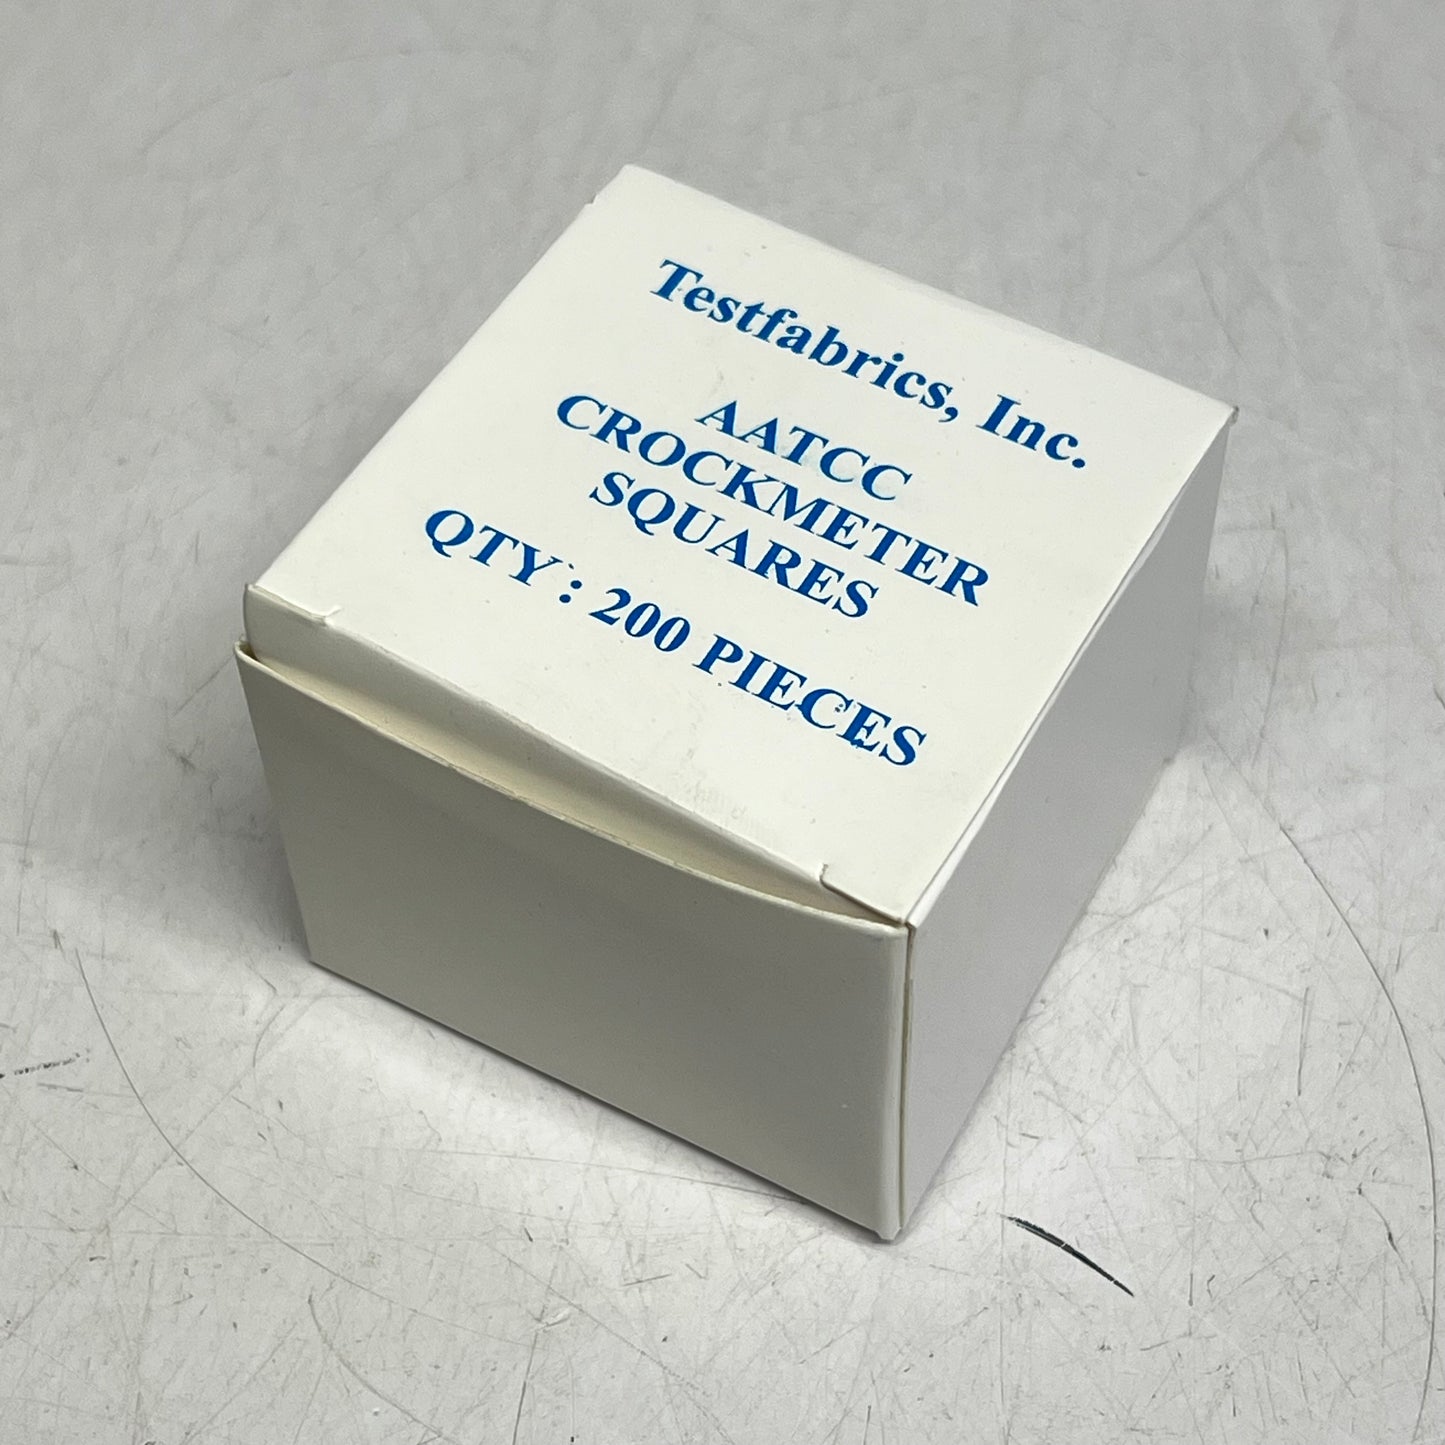 Testfabrics, Inc.
AATCC
CROCKMETER
SQUARES
QTY : 200 PIECES